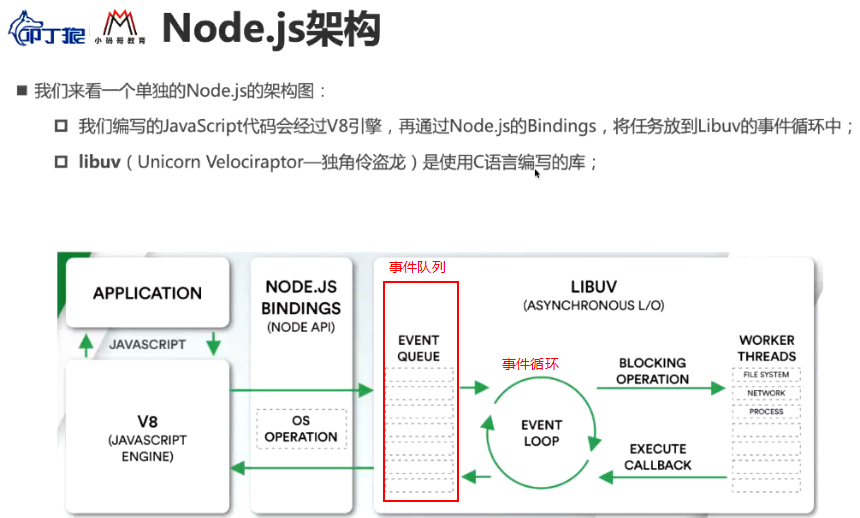 叩丁狼
小码哥教育
Node.js架构
我们来看一个单独的Node.js的架构图：
我们编写的JavaScript代码会经过V8引擎，再通过Node.js的Bindings，将任务放到Libuv的事件循环中；
libuv（Unicorn Velociraptor—独角伶盗龙）是使用C语言编写的库；
APPLICATION
JAVASCRIPT
V8
(JAVASCRIPT
ENGINE)
NODE.JS
BINDINGS
(NODE API)
OS
OPERATION
事件队列
EVENT
QUEUE
LIBUV
(ASYNCHRONOUS L/O)
事件循环
EVENT
LOOP
BLOCKING
OPERATION
EXECUTE
CALLBACK
WORKER
THREADS
FILE SYSTEM
NETWORK
PROCESS